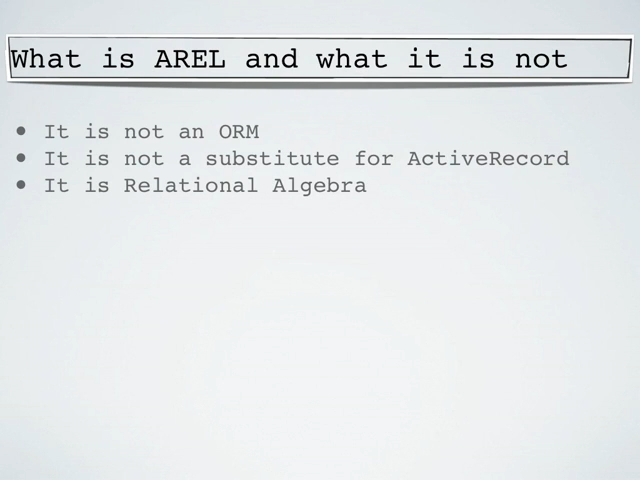 What is AREL and what it is not
• It is not an ORM
• It is not a substitute for ActiveRecord
• It is Relational Algebra